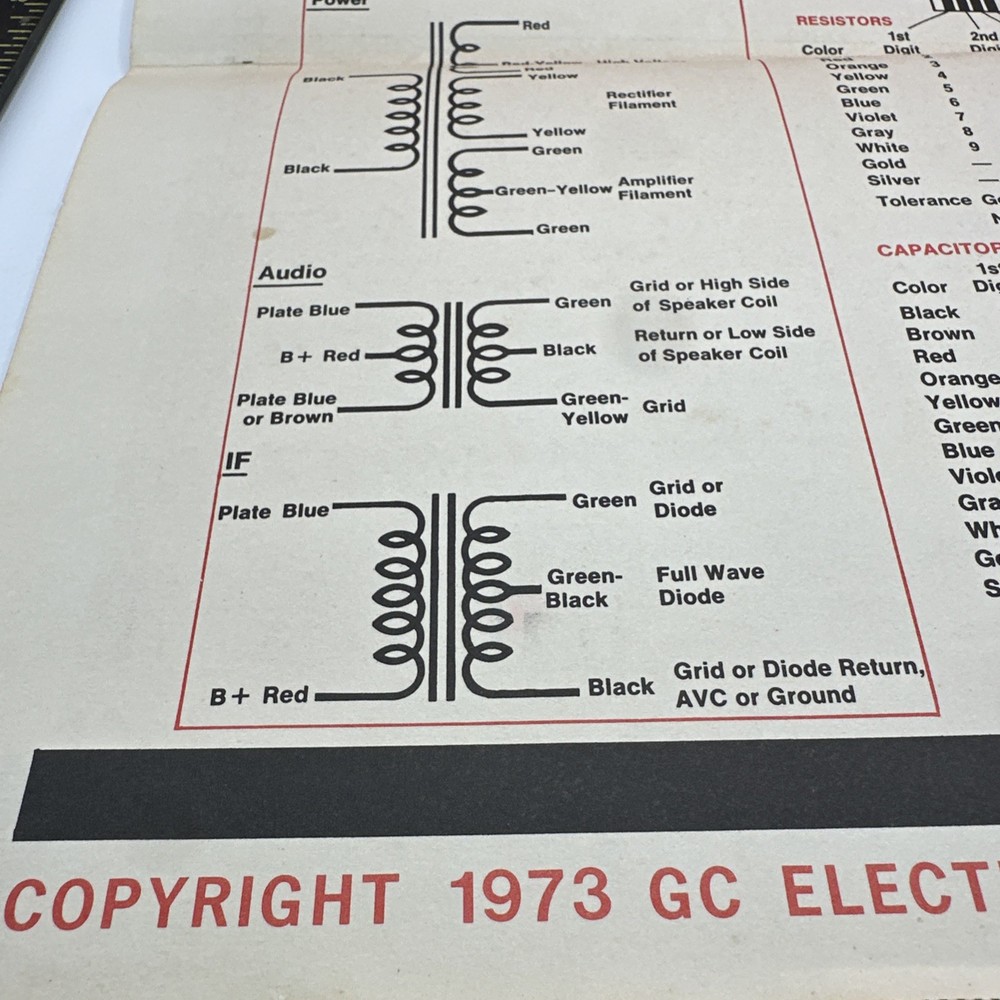 Power
Red
Red-Yellow
Red
Yellow
Black
Rectifier
Filament
Yellow
Green
Black
Green-Yellow
Amplifier
Filament
Green
Audio
Plate Blue
Green
Grid or High Side
of Speaker Coil
B+ Red
Black
Return or Low Side
of Speaker Coil
Plate Blue
or Brown
Green-
Yellow
Grid
IF
Plate Blue
Green
Grid or
Diode
Green-
Black
Full Wave
Diode
B+ Red
Black
Grid or Diode Return,
AVC or Ground
RESISTORS
1st 2nd
Color Digit
Red
Orange 3
Yellow 4
Green 5
Blue 6
Violet 7
Gray 8
White 9
Gold —
Silver —
Tolerance
CAPACITOR
1st
Color
Black
Brown
Red
Orange
Yellow
Green
Blue
COPYRIGHT 1973 GC ELECT